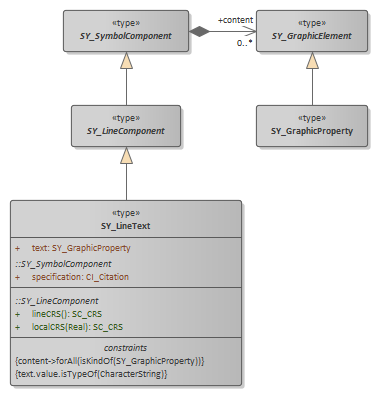 «type»
SY_SymbolComponent
+content
0..*
«type»
SY_GraphicElement
«type»
SY_LineComponent
«type»
SY_GraphicProperty
«type»
SY_LineText
+ text: SY_GraphicProperty
::SY_SymbolComponent
+ specification: CI_Citation
::SY_LineComponent
+ lineCRS(): SC_CRS
+ localCRS(Real): SC_CRS
constraints
{content->forAll(isKindOf(SY_GraphicProperty))}
{text.value.isTypeOf(CharacterString)}